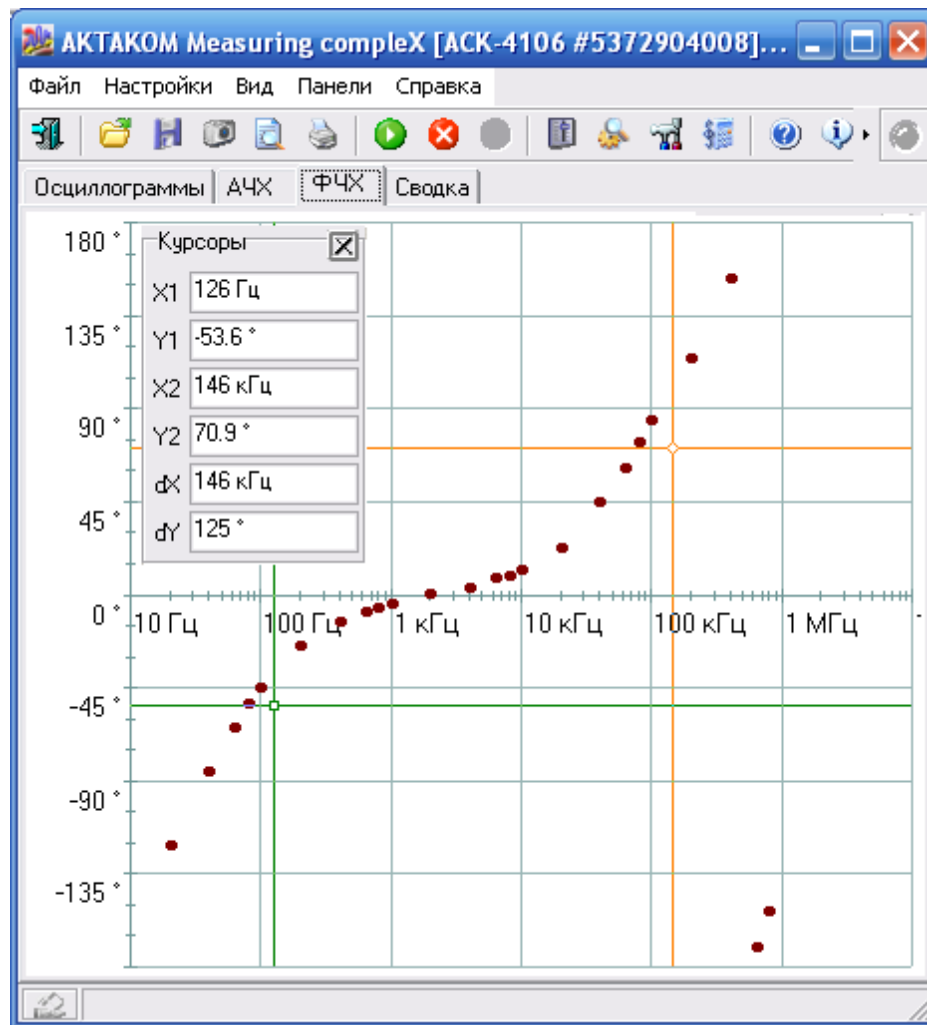 AKTAKOM Measuring compleX [ACK-4106 #5372904008]...
Файл Настройки Вид Панели Справка
Осциллограммы АЧХ ФЧХ Сводка
180 °
135 °
90 °
45 °
0 °
-45 °
-90 °
-135 °
Курсоры
X1 126 Гц
Y1 -53.6 °
X2 146 кГц
Y2 70.9 °
dX 146 кГц
dY 125 °
10 Гц 100 Гц 1 кГц 10 кГц 100 кГц 1 МГц